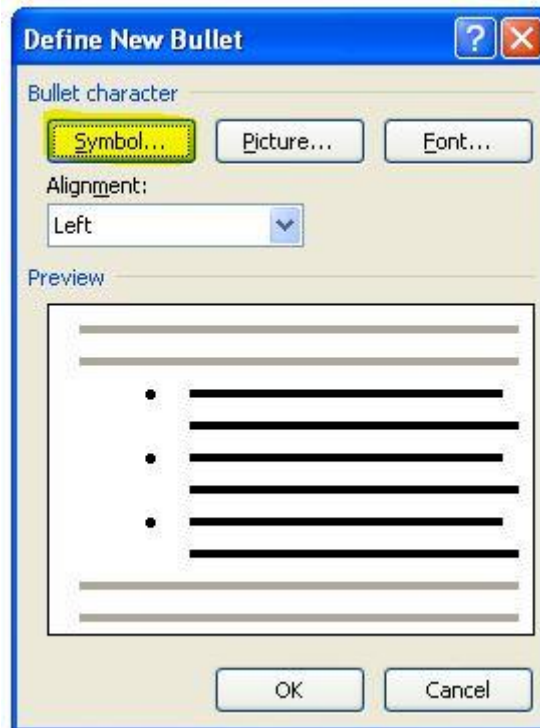 Define New Bullet
Bullet character
Symbol... Picture... Font...
Alignment:
Left
Preview
OK Cancel